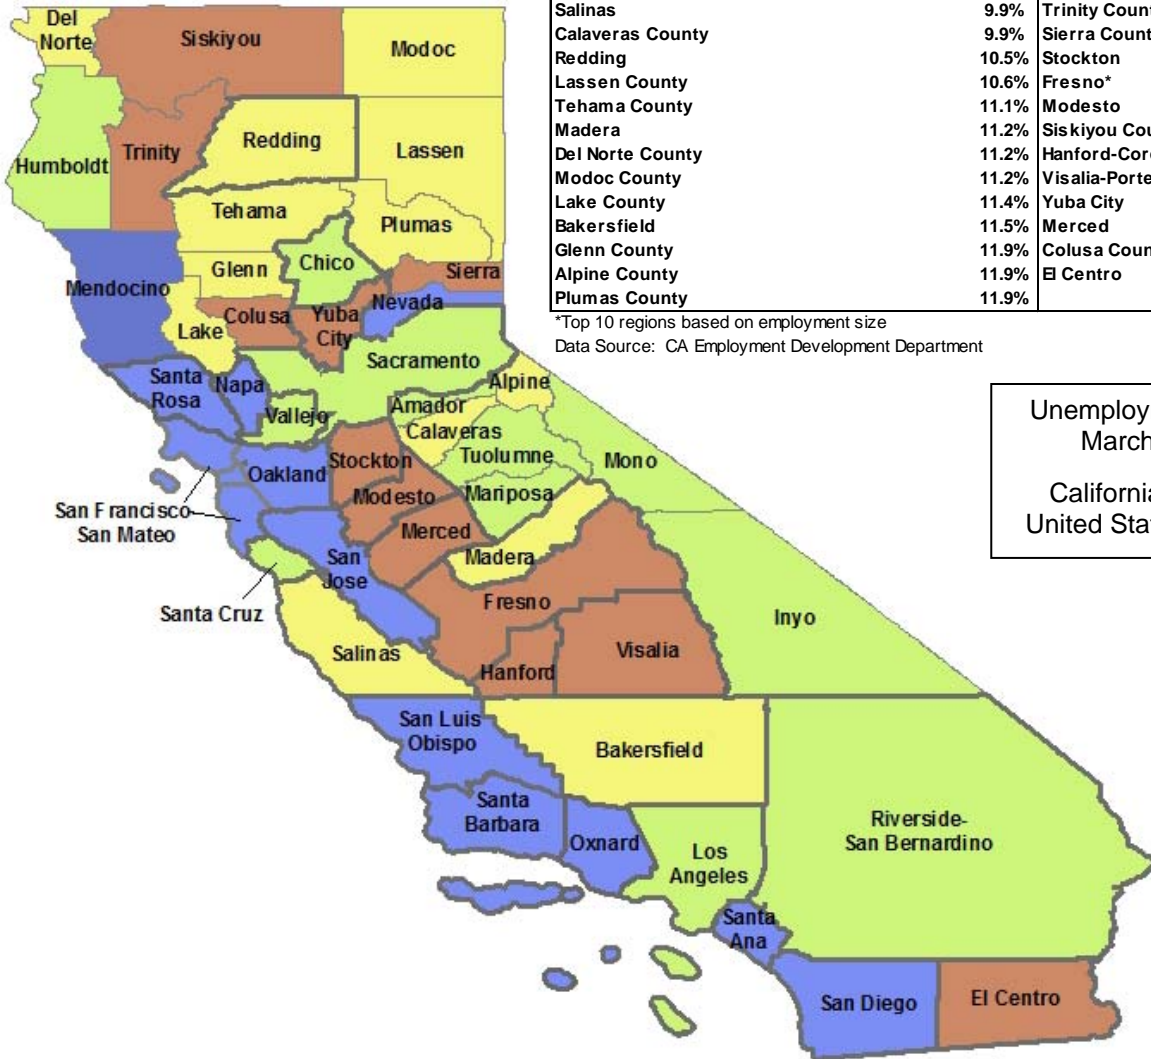 Salinas 9.9% Trinity
Calaveras County 9.9% Sierra
Redding 10.5% Stockton
Lassen County 10.6% Fresno*
Tehama County 11.1% Modesto
Madera 11.2% Siskiyou
Del Norte County 11.2%
Modoc County 11.2%
Lake County 11.4% Yuba City
Bakersfield 11.5% Merced
Glenn County 11.9% Colusa
Alpine County 11.9% El Centro
Plumas County 11.9%
*Top 10 regions based on employment size
Data Source: CA Employment Development Department
March
California
United
Del
Norte
Siskiyou
Modoc
Humboldt
Trinity
Redding
Lassen
Tehama
Plumas
Mendocino
Glenn
Chico
Sierra
Lake
Colusa
Yuba
City
Nevada
Sacramento
Santa
Rosa
Napa
Vallejo
Amador
Alpine
Calaveras
Tuolumne
Mono
Oakland
Stockton
Modesto
Mariposa
San Francisco
San Mateo
Merced
Madera
San
Jose
Santa Cruz
Fresno
Inyo
Salinas
Hanford
Visalia
San Luis
Obispo
Bakersfield
Santa
Barbara
Oxnard
Los
Angeles
Riverside-
San Bernardino
Santa
Ana
San Diego
El Centro